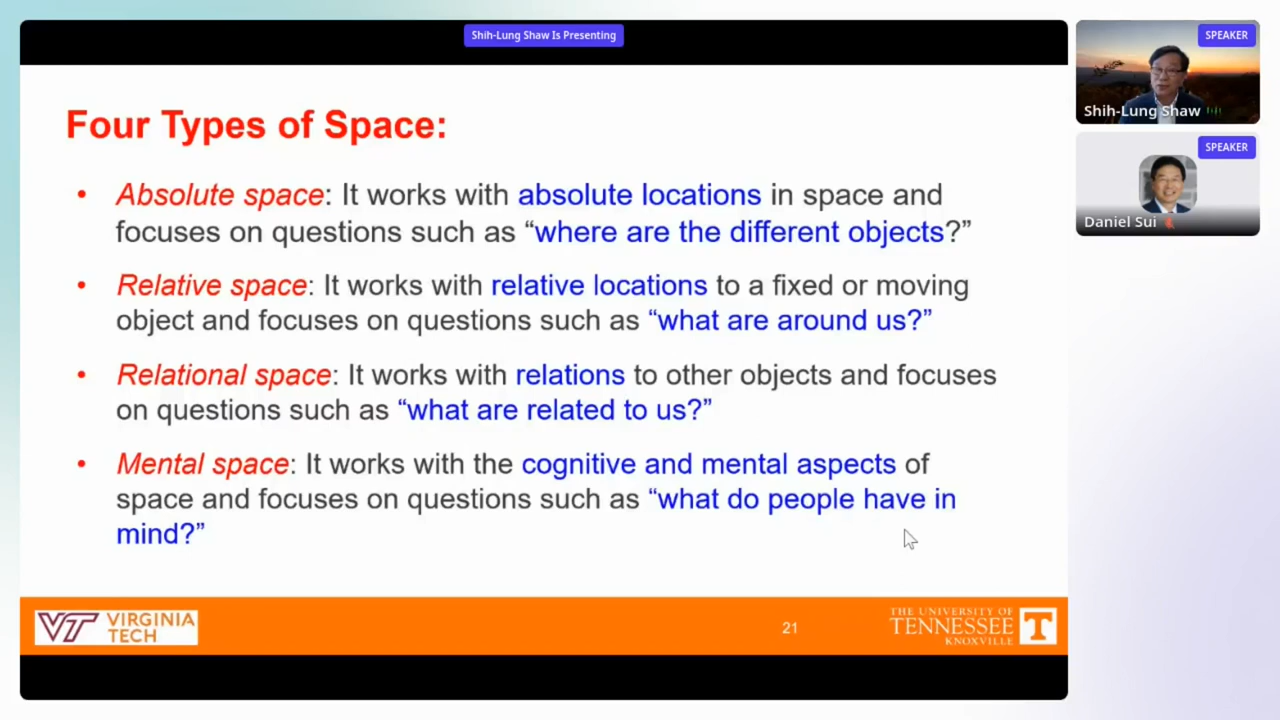 Shih-Lung Shaw Is Presenting
SPEAKER
Shih-Lung Shaw
SPEAKER
Daniel Sui
Four Types of Space:
• Absolute space: It works with absolute locations in space and
focuses on questions such as “where are the different objects?”
• Relative space: It works with relative locations to a fixed or moving
object and focuses on questions such as “what are around us?”
• Relational space: It works with relations to other objects and focuses
on questions such as “what are related to us?”
• Mental space: It works with the cognitive and mental aspects of
space and focuses on questions such as “what do people have in
mind?”
VT VIRGINIA
TECH
21
THE UNIVERSITY OF
TENNESSEE
KNOXVILLE
T